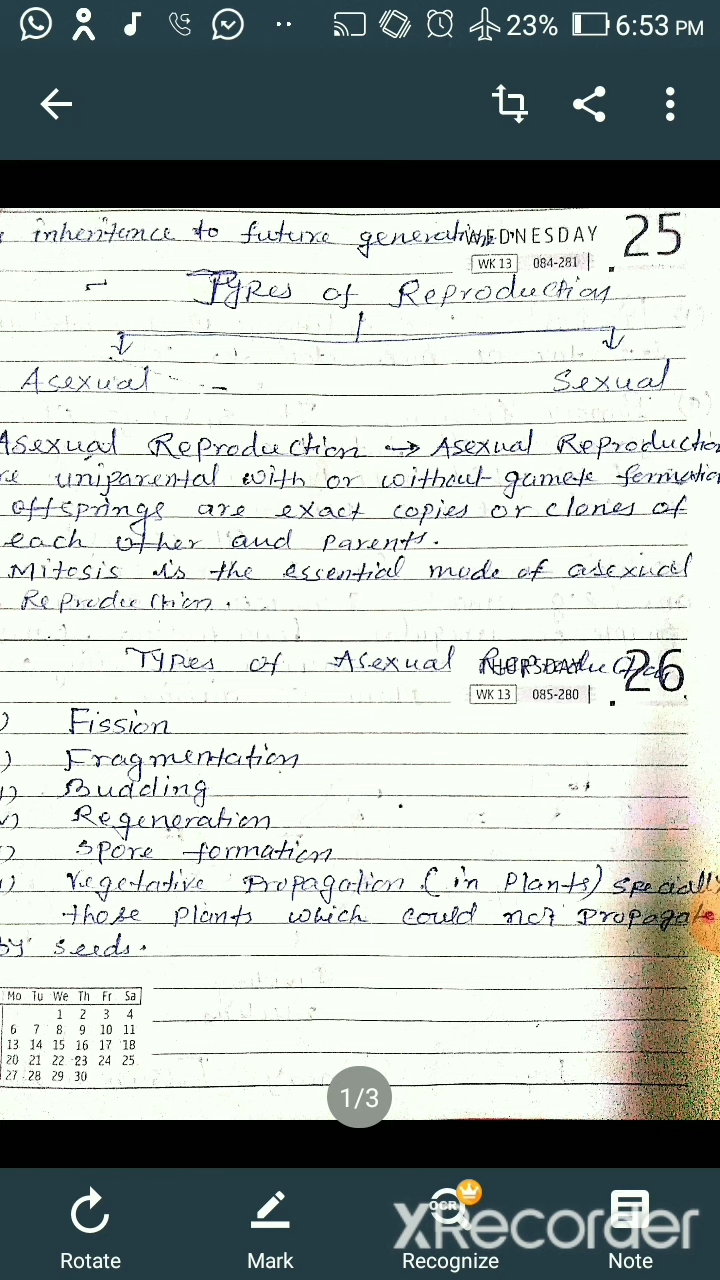 23% 6:53 PM
inheritence to future generation. WEDNESDAY 25
WK 13 084-281
Types of Reproduction
Asexual Sexual
Asexual Reproduction → Asexual Reproduction
uniparental with or without gamete formation
offsprings are exact copies or clones of
each other and parents.
Mitosis is the essential mode of asexual
Reproduction.
Types of Asexual Reproduction THURSDAY 26
WK 13 085-280
Fission
Fragmentation
Budding
Regeneration
Spore formation
Vegetative Propagation (in Plants) specially
those plants which could not propagate
by seeds.
Mo Tu We Th Fr Sa
1 2 3 4
6 7 8 9 10 11
13 14 15 16 17 18
20 21 22 23 24 25
27 28 29 30
1/3
OCR
XRecorder
Rotate Mark Recognize Note